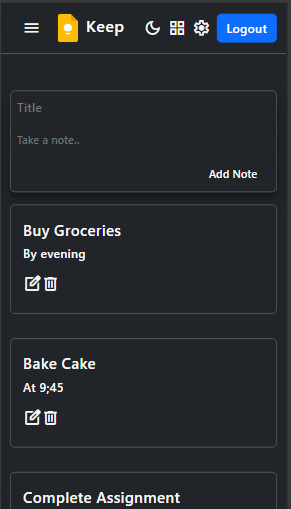 Keep
Logout
Title
Take a note..
Add Note
Buy Groceries
By evening
Bake Cake
At 9;45
Complete Assignment